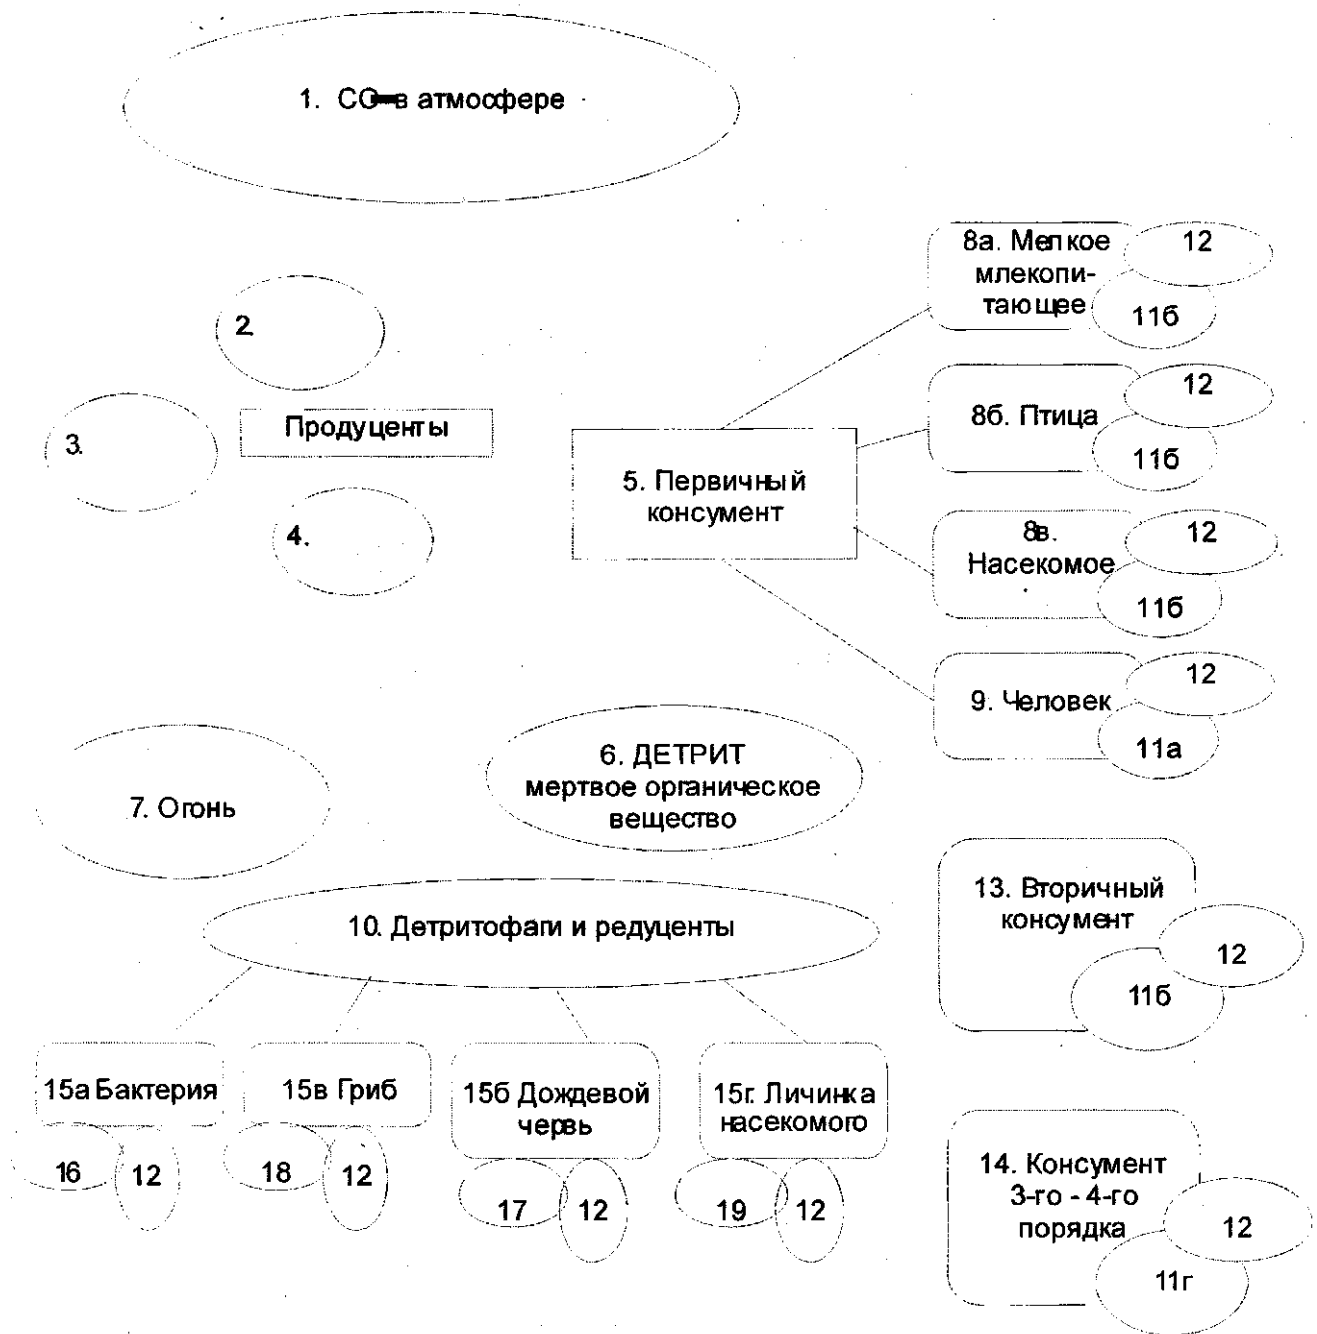 1. CO в атмосфере
2.
3.
Продуценты
4.
5. Первичный
консумент
8а. Мелкое
млекопи-
тающее
12
11б
8б. Птица
12
11б
8в.
Насекомое
12
11б
9. Человек
12
11а
6. ДЕТРИТ
мертвое органическое
вещество
7. Огонь
10. Детритофаги и редуценты
13. Вторичный
консумент
12
11б
15а Бактерия
16
12
15в Гриб
18
12
15б Дождевой
червь
17
12
15г. Личинка
насекомого
19
12
14. Консумент
3-го - 4-го
порядка
12
11г